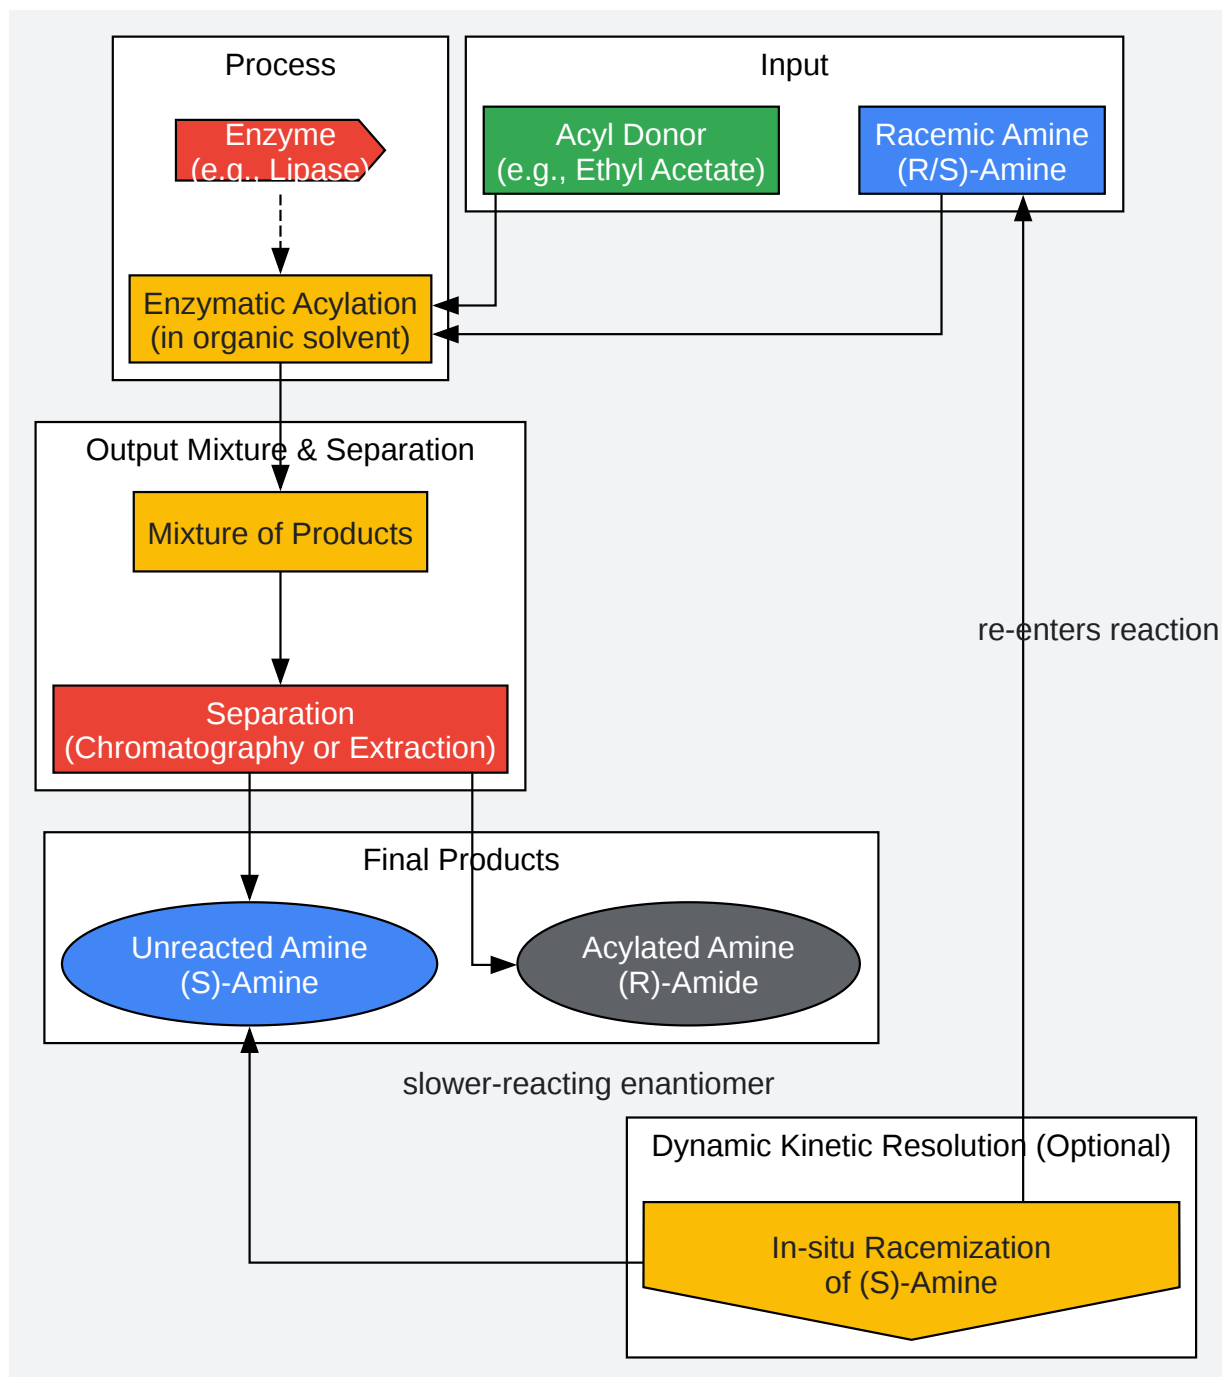 Process
Enzyme
(e.g., Lipase)
Enzymatic Acylation
(in organic solvent)
Input
Acyl Donor
(e.g., Ethyl Acetate)
Racemic Amine
(R/S)-Amine
Output Mixture & Separation
Mixture of Products
Separation
(Chromatography or Extraction)
re-enters reaction
Final Products
Unreacted Amine
(S)-Amine
Acylated Amine
(R)-Amide
slower-reacting enantiomer
Dynamic Kinetic Resolution (Optional)
In-situ Racemization
of (S)-Amine